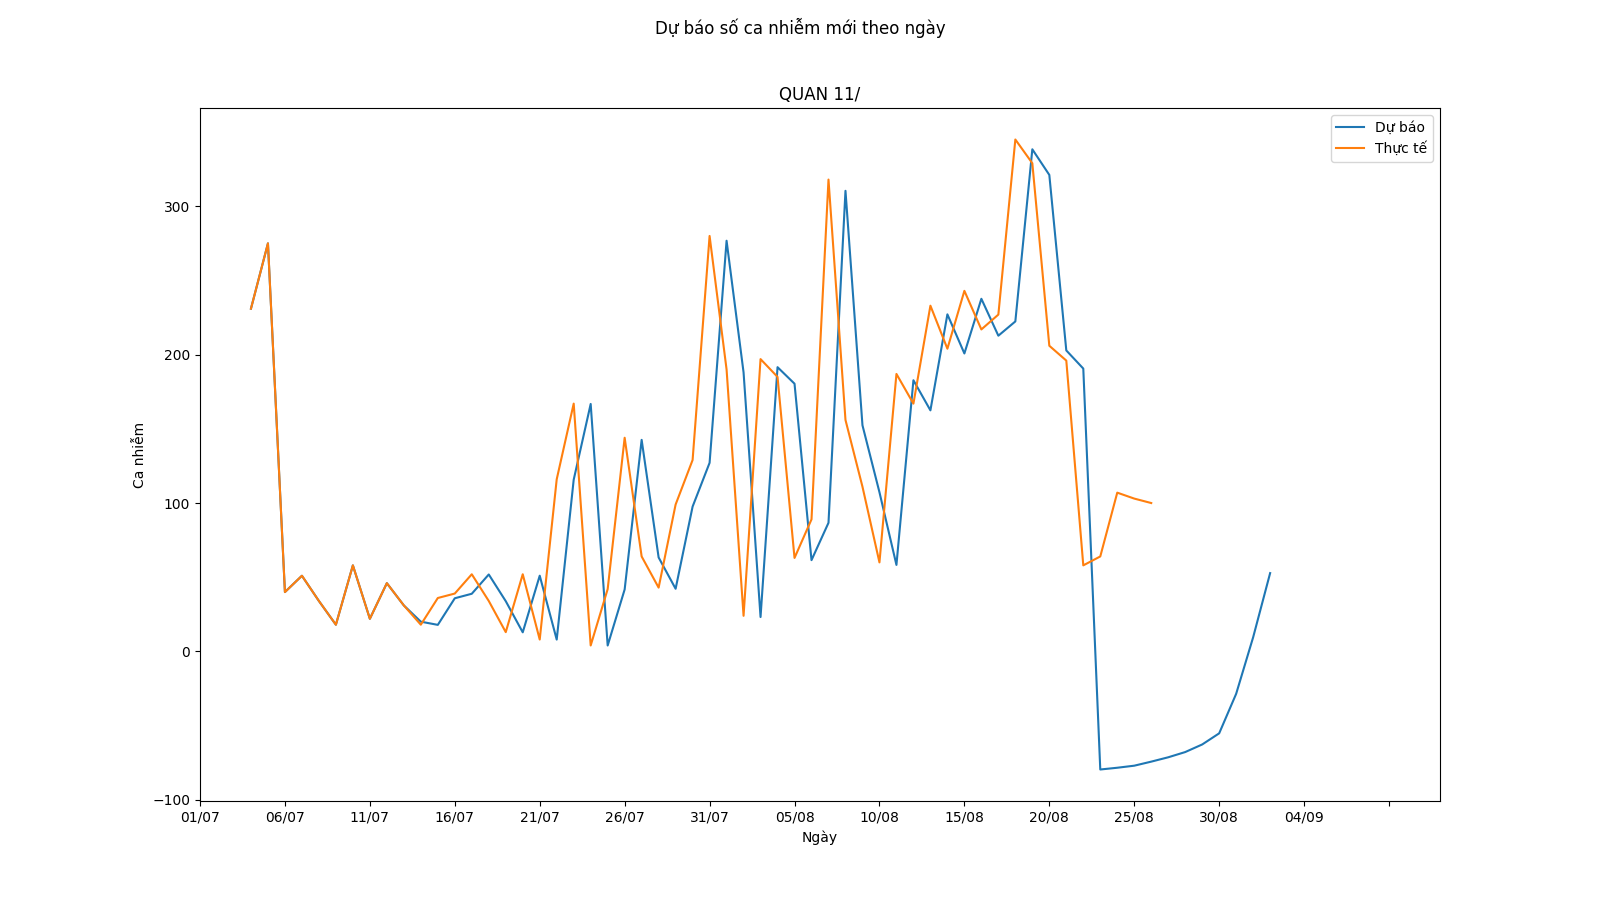 Dự báo số ca nhiễm mới theo ngày
QUAN 11/
Dự báo
Thực tế
300
200
100
0
−100
Ca nhiễm
01/07 06/07 11/07 16/07 21/07 26/07 31/07 05/08 10/08 15/08 20/08 25/08 30/08 04/09
Ngày